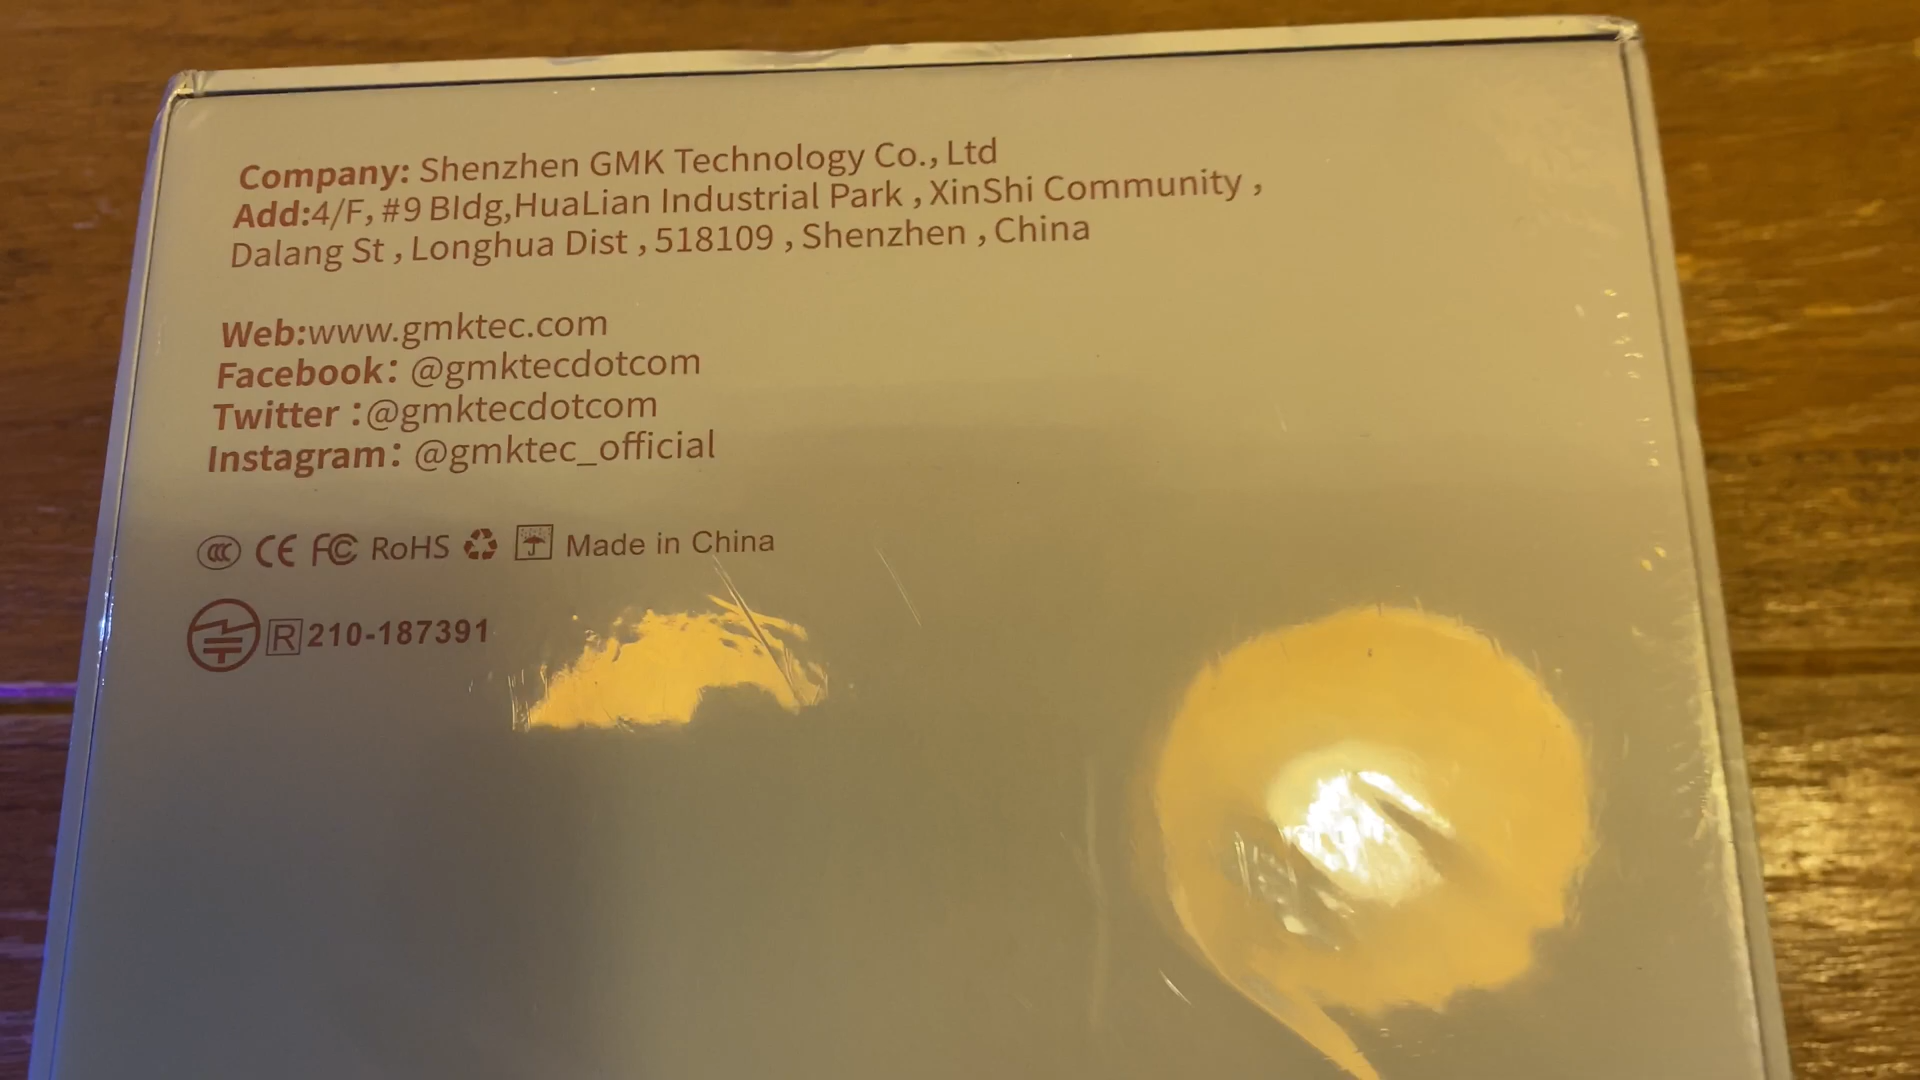 Company: Shenzhen GMK Technology Co., Ltd
Add:4/F, #9 Bldg,HuaLian Industrial Park , XinShi Community ,
Dalang St , Longhua Dist , 518109 , Shenzhen , China
Web:www.gmktec.com
Facebook: @gmktecdotcom
Twitter :@gmktecdotcom
Instagram: @gmktec_official
CCC CE FC RoHS Made in China
R 210-187391